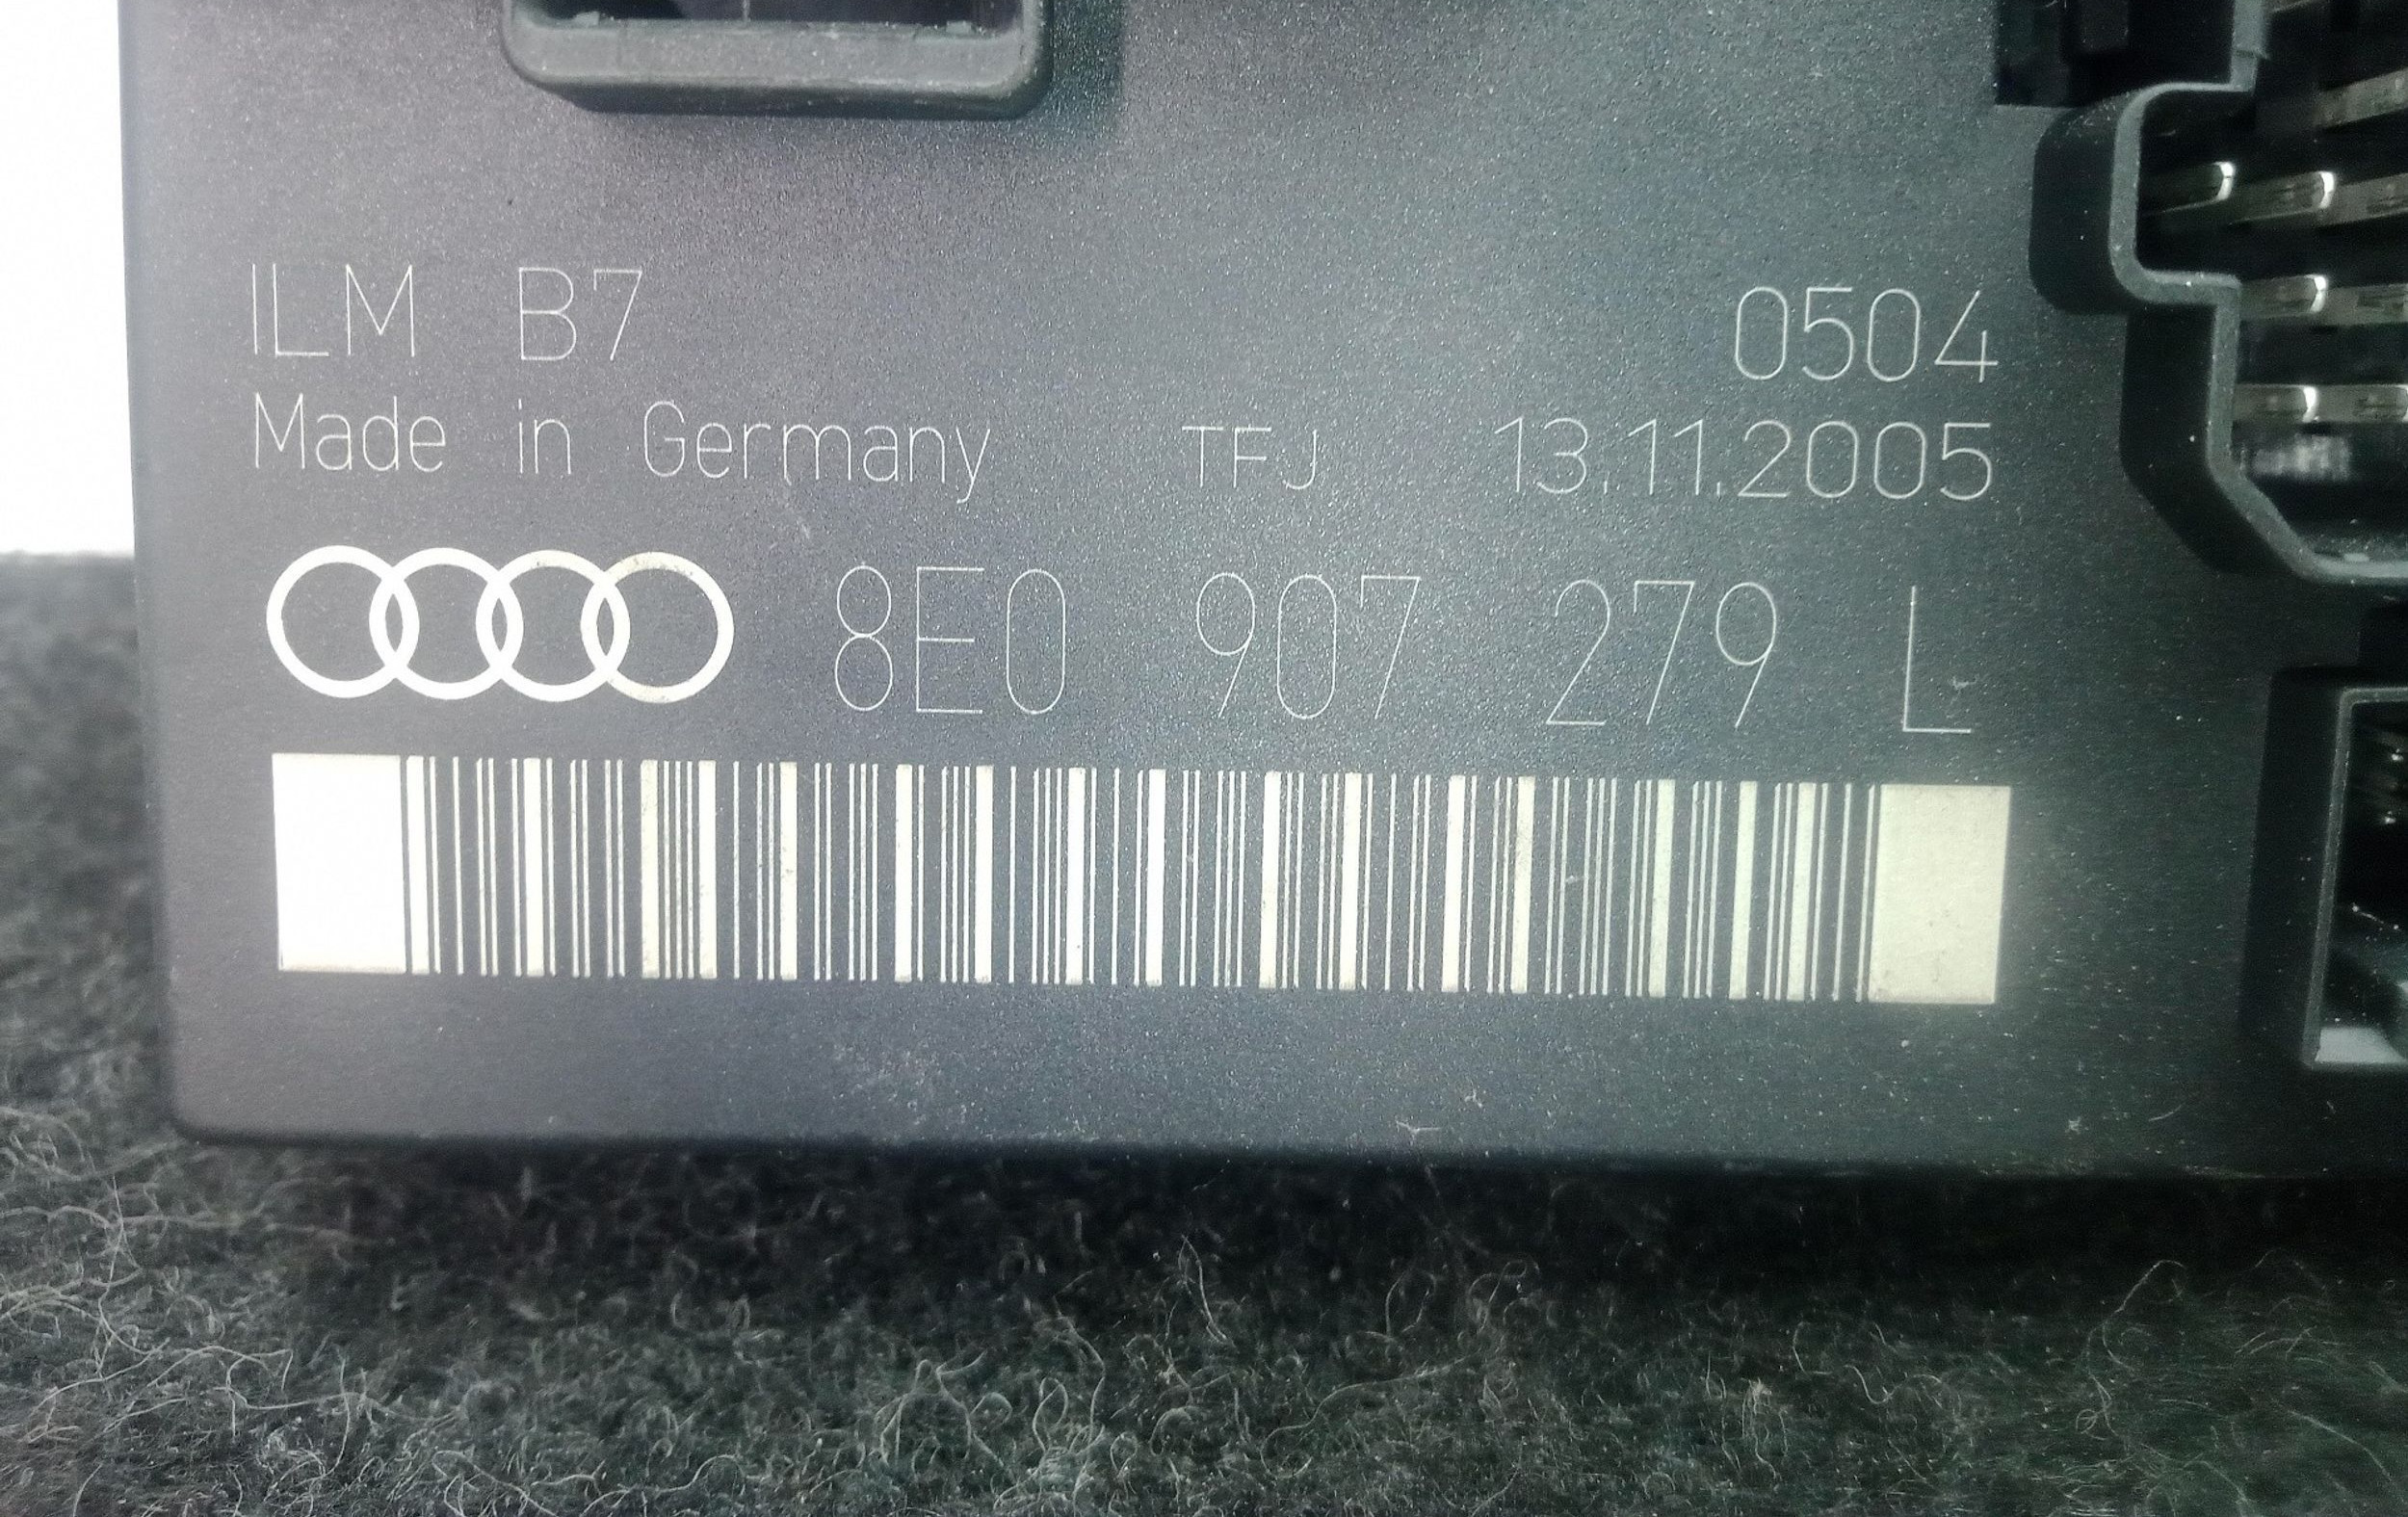 ILM B7 0504
Made in Germany TFJ 13.11.2005
8E0 907 279 L